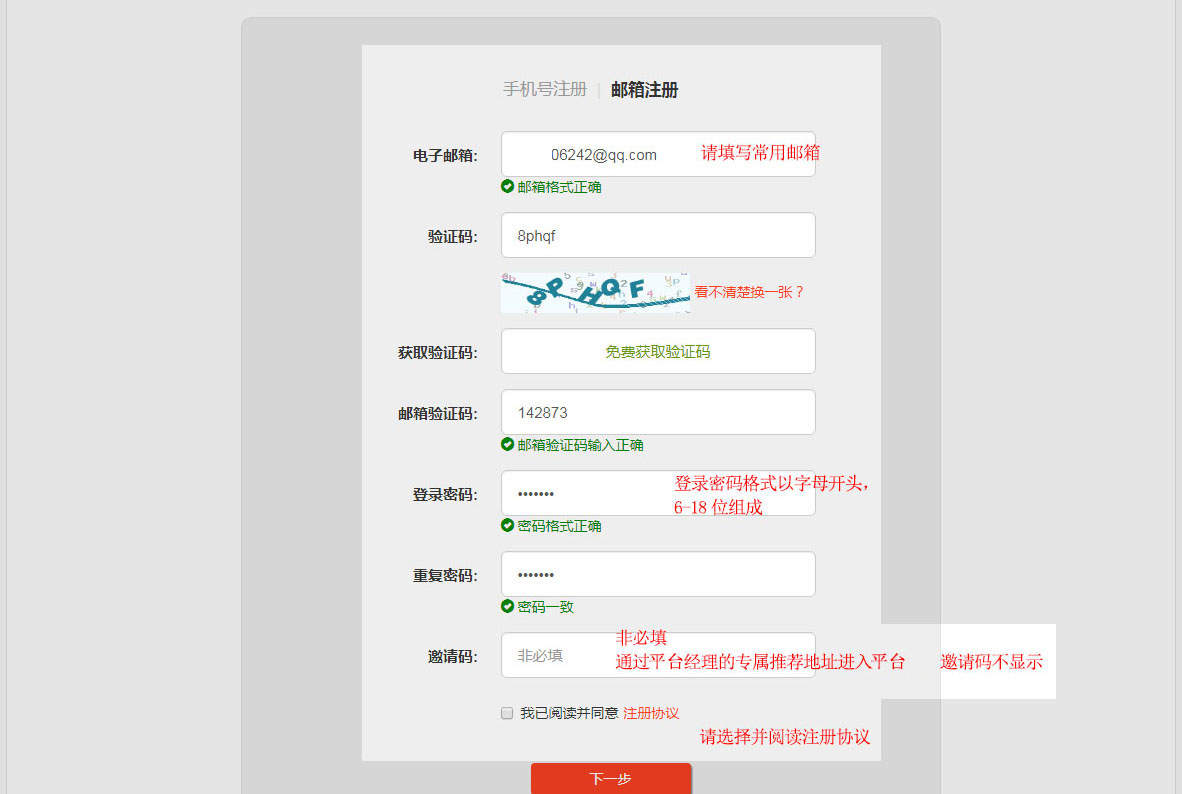 手机号注册 | 邮箱注册
电子邮箱: 06242@qq.com 请填写常用邮箱
邮箱格式正确
验证码: 8phqf
8PHQF 看不清楚换一张？
获取验证码: 免费获取验证码
邮箱验证码: 142873
邮箱验证码输入正确
登录密码: ••••••• 登录密码格式以字母开头，
6-18 位组成
密码格式正确
重复密码: •••••••
密码一致
非必填
邀请码: 非必填 通过平台经理的专属推荐地址进入平台 邀请码不显示
我已阅读并同意 注册协议
请选择并阅读注册协议
下一步